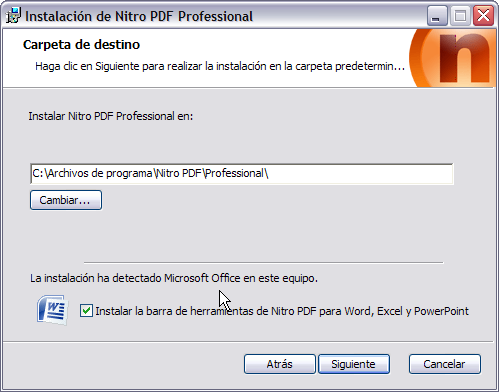 Instalación de Nitro PDF Professional
Carpeta de destino
Haga clic en Siguiente para realizar la instalación en la carpeta predetermin...
n
Instalar Nitro PDF Professional en:
C:\Archivos de programa\Nitro PDF\Professional\
Cambiar...
La instalación ha detectado Microsoft Office en este equipo.
W
Instalar la barra de herramientas de Nitro PDF para Word, Excel y PowerPoint
Atrás Siguiente Cancelar